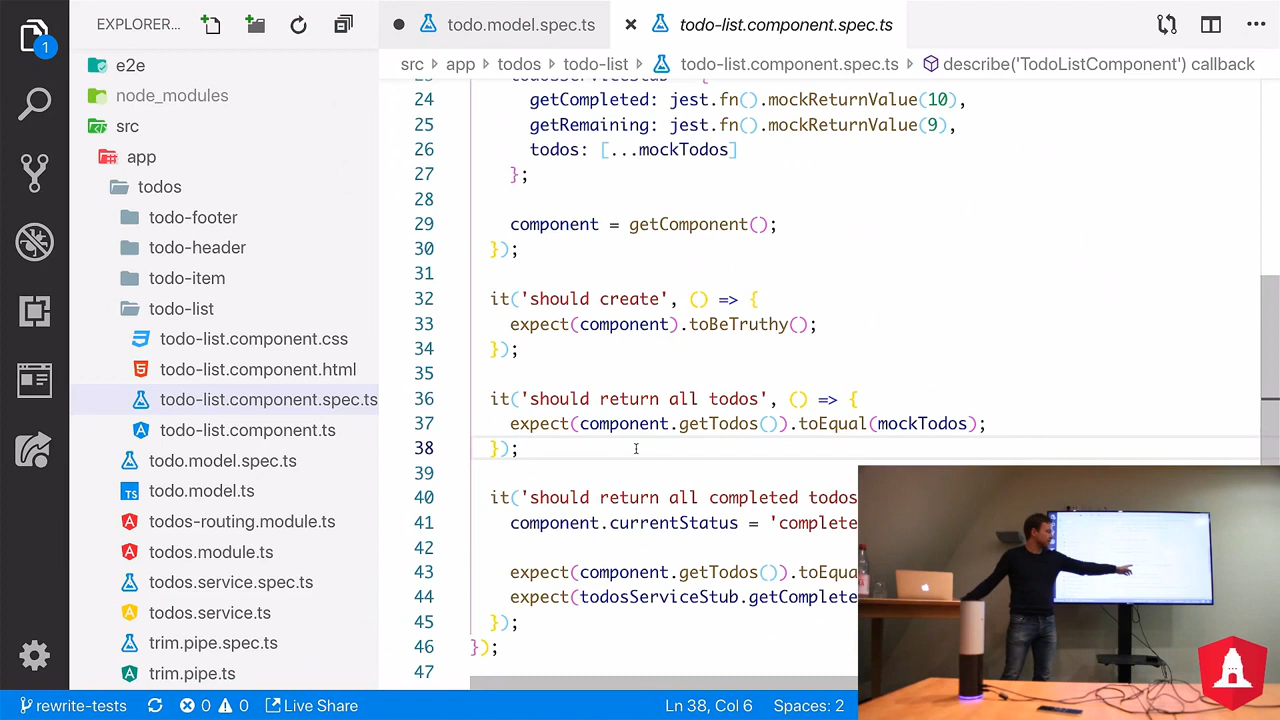 EXPLORER...
todo.model.spec.ts
todo-list.component.spec.ts
1
src
app
todos
todo-list
todo-list.component.spec.ts
describe('TodoListComponent') callback
e2e
node_modules
src
app
todos
todo-footer
todo-header
todo-item
todo-list
todo-list.component.css
todo-list.component.html
todo-list.component.spec.ts
todo-list.component.ts
todo.model.spec.ts
todo.model.ts
todos-routing.module.ts
todos.module.ts
todos.service.spec.ts
todos.service.ts
trim.pipe.spec.ts
trim.pipe.ts
24 getCompleted: jest.fn().mockReturnValue(10),
25 getRemaining: jest.fn().mockReturnValue(9),
26 todos: [...mockTodos]
27 };
28
29 component = getComponent();
30 });
31
32 it('should create', () => {
33 expect(component).toBeTruthy();
34 });
35
36 it('should return all todos', () => {
37 expect(component.getTodos()).toEqual(mockTodos);
38 });
39
40 it('should return all completed todos
41 component.currentStatus = 'complete
42
43 expect(component.getTodos()).toEqua
44 expect(todosServiceStub.getComplete
45 });
46 });
47
rewrite-tests
0
0
Live Share
Ln 38, Col 6
Spaces: 2